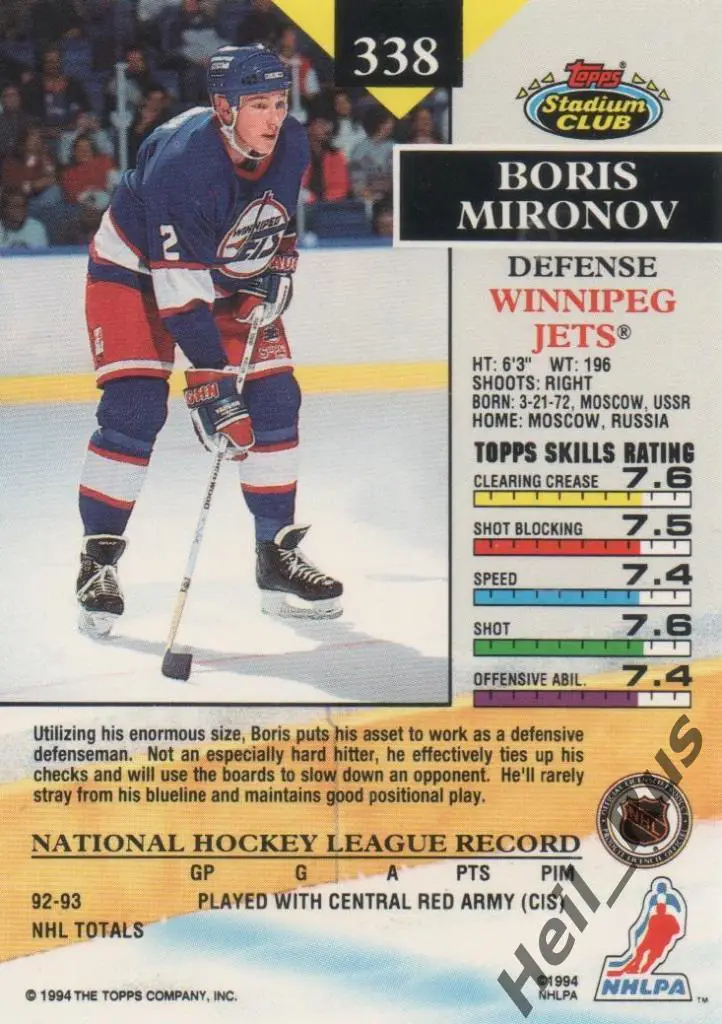 338
Topps
Stadium
CLUB
BORIS
MIRONOV
DEFENSE
WINNIPEG
JETS®
HT: 6'3" WT: 196
SHOOTS: RIGHT
BORN: 3-21-72, MOSCOW, USSR
HOME: MOSCOW, RUSSIA
TOPPS SKILLS RATING
CLEARING CREASE 7.6
SHOT BLOCKING 7.5
SPEED 7.4
SHOT 7.6
OFFENSIVE ABIL. 7.4
2
WINNIPEG
JETS
Utilizing his enormous size, Boris puts his asset to work as a defensive
defenseman. Not an especially hard hitter, he effectively ties up his
checks and will use the boards to slow down an opponent. He'll rarely
stray from his blueline and maintains good positional play.
NATIONAL HOCKEY LEAGUE RECORD
GP G A PTS PIM
92-93 PLAYED WITH CENTRAL RED ARMY (CIS)
NHL TOTALS
© 1994 THE TOPPS COMPANY, INC.
©1994
NHLPA
NHL
NHLPA
TM